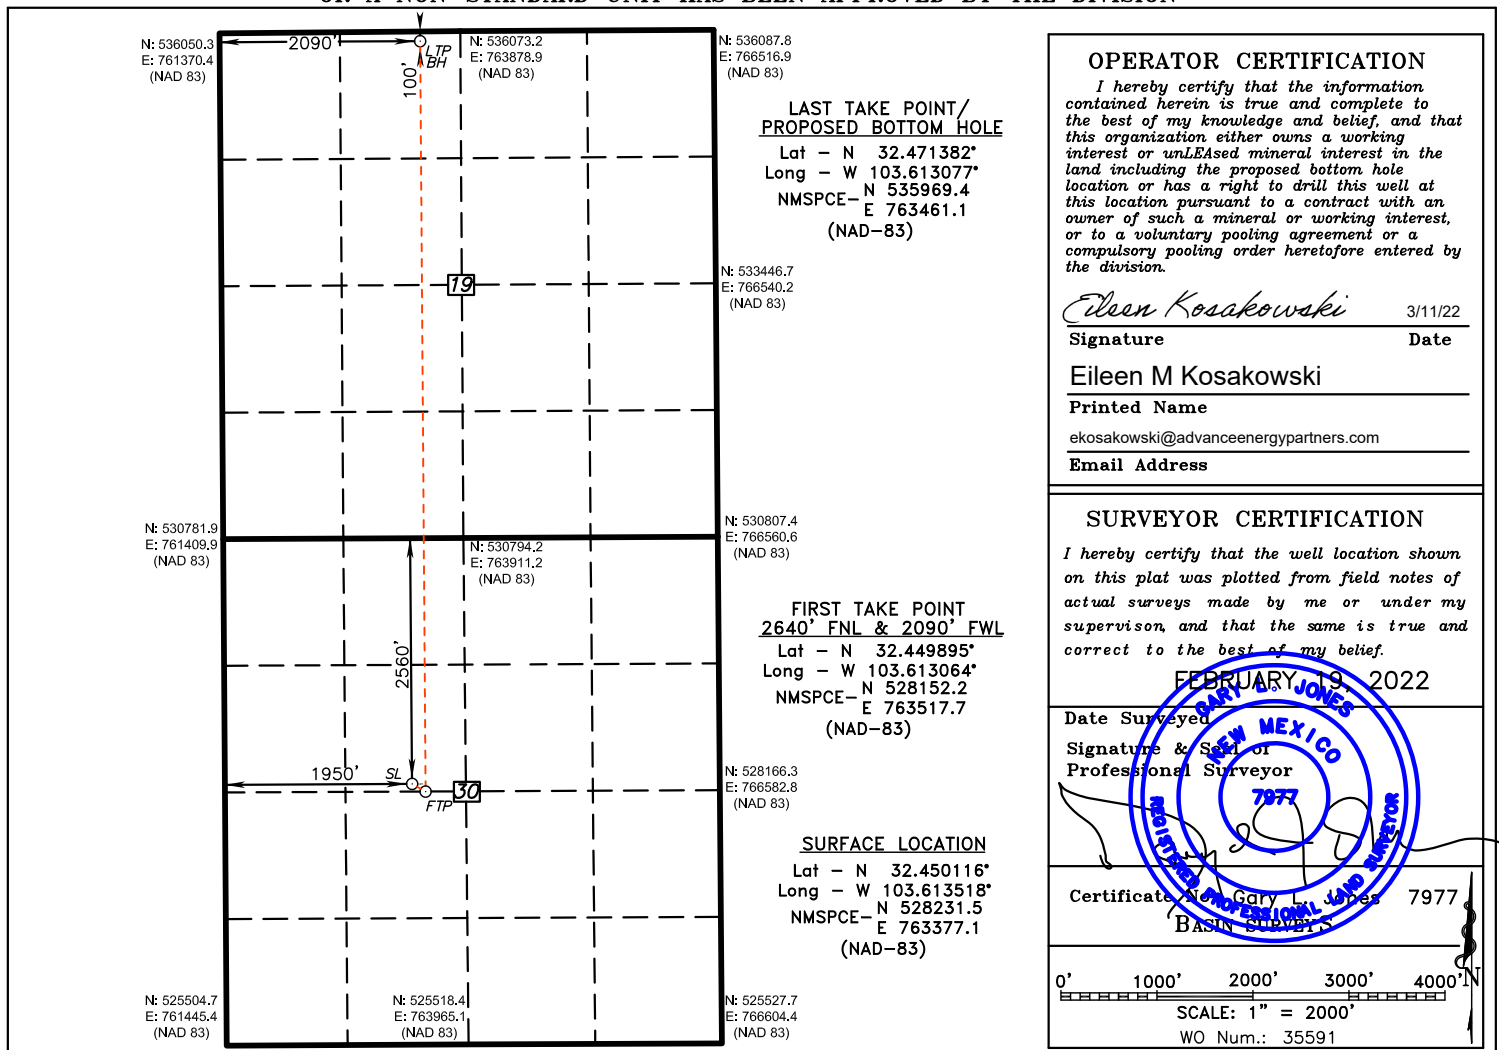 OR A NON-STANDARD UNIT HAS BEEN APPROVED BY THE DIVISION
N: 536050.3
E: 761370.4
(NAD 83)
2090'
LTP
BH
100'
N: 536073.2
E: 763878.9
(NAD 83)
N: 536087.8
E: 766516.9
(NAD 83)
LAST TAKE POINT/
PROPOSED BOTTOM HOLE
Lat - N 32.471382°
Long - W 103.613077°
NMSPCE- N 535969.4
E 763461.1
(NAD-83)
19
N: 533446.7
E: 766540.2
(NAD 83)
N: 530781.9
E: 761409.9
(NAD 83)
N: 530794.2
E: 763911.2
(NAD 83)
N: 530807.4
E: 766560.6
(NAD 83)
2560'
FIRST TAKE POINT
2640' FNL & 2090' FWL
Lat - N 32.449895°
Long - W 103.613064°
NMSPCE- N 528152.2
E 763517.7
(NAD-83)
1950'
SL
FTP
30
N: 528166.3
E: 766582.8
(NAD 83)
SURFACE LOCATION
Lat - N 32.450116°
Long - W 103.613518°
NMSPCE- N 528231.5
E 763377.1
(NAD-83)
N: 525504.7
E: 761445.4
(NAD 83)
N: 525518.4
E: 763965.1
(NAD 83)
N: 525527.7
E: 766604.4
(NAD 83)
OPERATOR CERTIFICATION
I hereby certify that the information
contained herein is true and complete to
the best of my knowledge and belief, and that
this organization either owns a working
interest or unLEAsed mineral interest in the
land including the proposed bottom hole
location or has a right to drill this well at
this location pursuant to a contract with an
owner of such a mineral or working interest,
or to a voluntary pooling agreement or a
compulsory pooling order heretofore entered by
the division.
Eileen Kosakowski 3/11/22
Signature Date
Eileen M Kosakowski
Printed Name
ekosakowski@advanceenergypartners.com
Email Address
SURVEYOR CERTIFICATION
I hereby certify that the well location shown
on this plat was plotted from field notes of
actual surveys made by me or under my
supervison, and that the same is true and
correct to the best of my belief.
FEBRUARY 19, 2022
Date Surveyed
Signature & Seal of
Professional Surveyor
GARY L. JONES
NEW MEXICO
7977
REGISTERED PROFESSIONAL LAND SURVEYOR
Certificate No. Gary L. Jones 7977
BASIN SURVEYS
0' 1000' 2000' 3000' 4000'
N
SCALE: 1" = 2000'
WO Num.: 35591